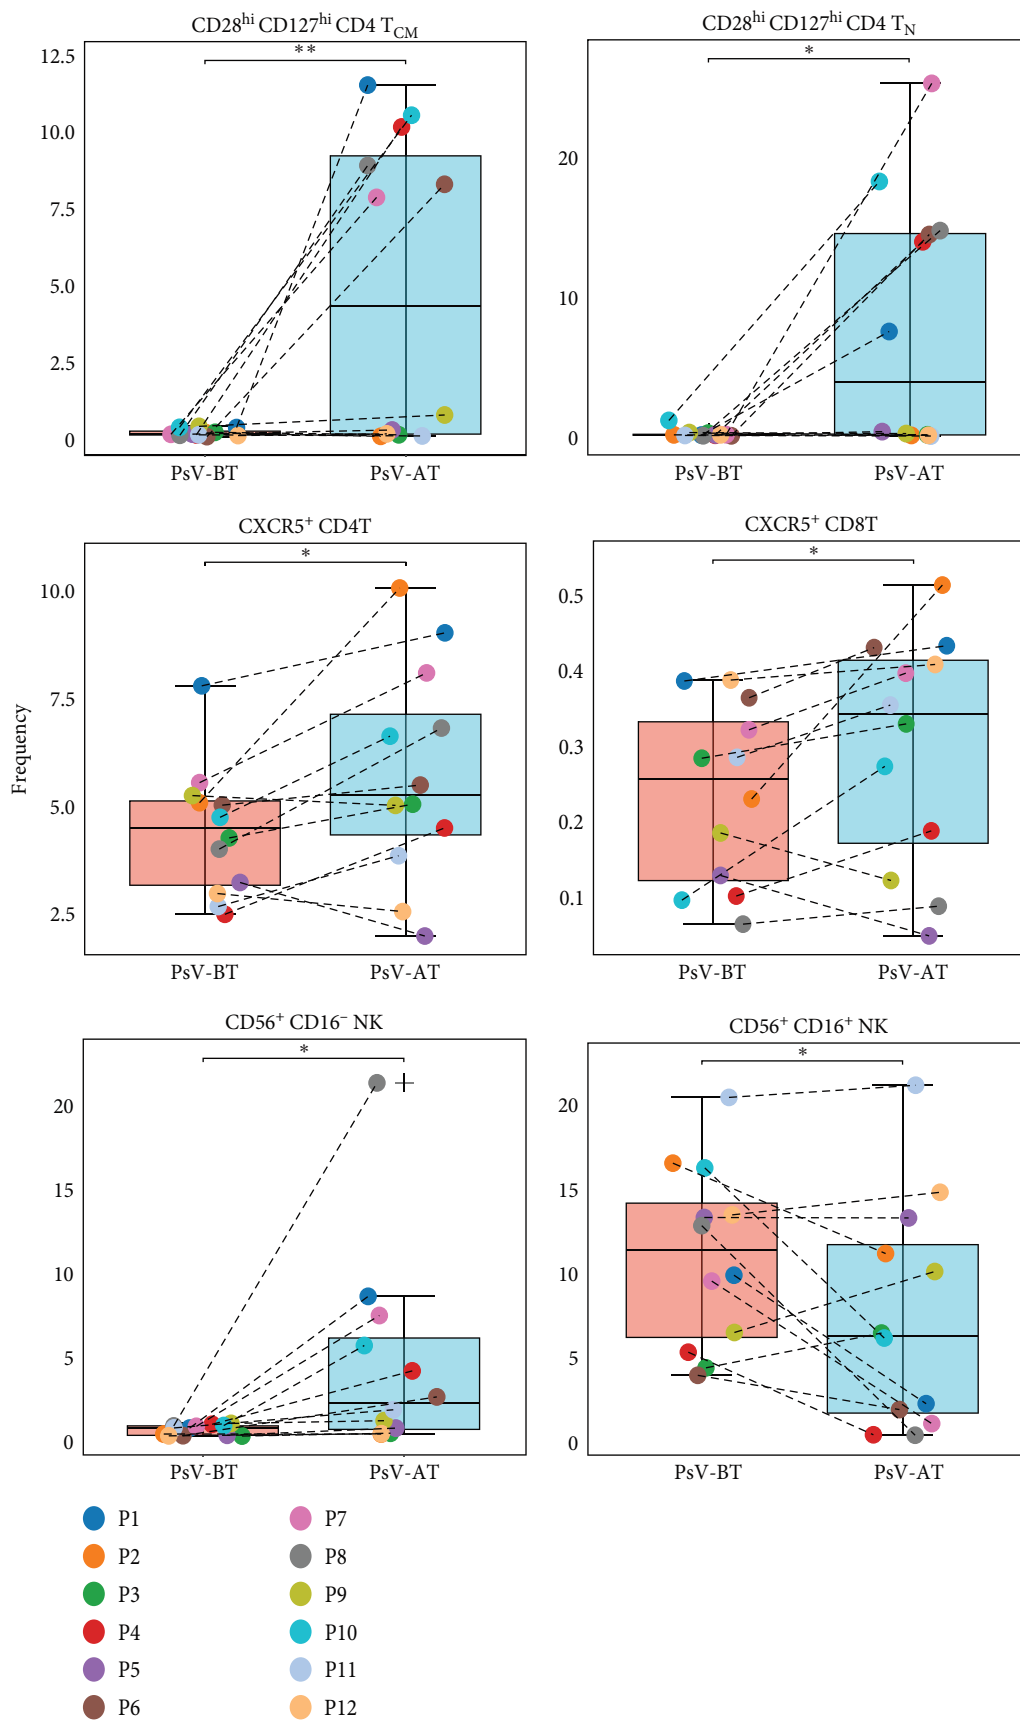 CD28hi CD127hi CD4 TCM
CD28hi CD127hi CD4 TN
**
*
12.5
10.0
7.5
5.0
2.5
0
20
10
0
PsV-BT PsV-AT
PsV-BT PsV-AT
CXCR5+ CD4T
CXCR5+ CD8T
*
*
Frequency
10.0
7.5
5.0
2.5
0.5
0.4
0.3
0.2
0.1
PsV-BT PsV-AT
PsV-BT PsV-AT
CD56+ CD16− NK
CD56+ CD16+ NK
*
*
20
15
10
5
0
20
15
10
5
0
PsV-BT PsV-AT
PsV-BT PsV-AT
P1
P2
P3
P4
P5
P6
P7
P8
P9
P10
P11
P12